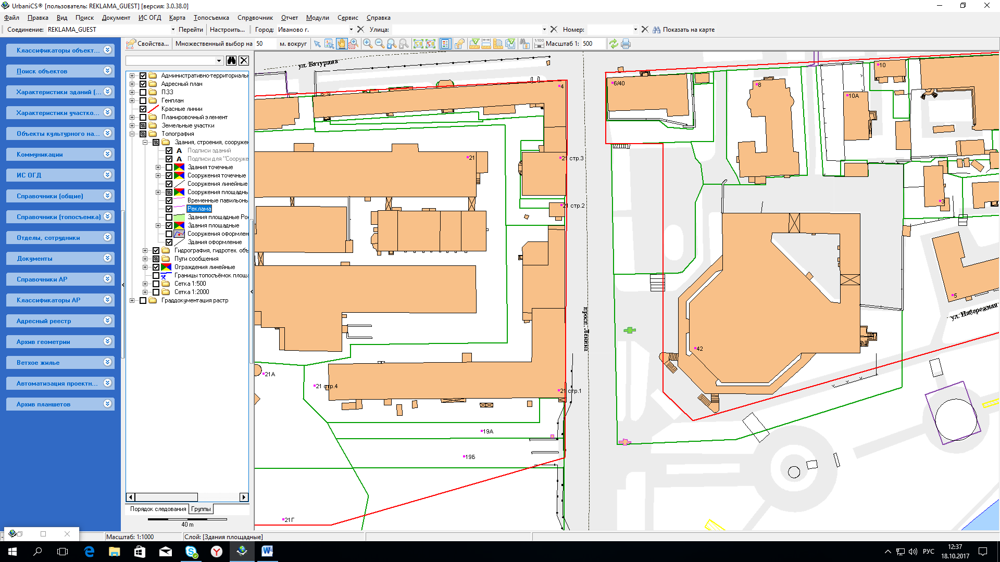 UrbaniCS® [пользователь: REKLAMA_GUEST] [версия: 3.0.38.0]
Файл Правка Вид Поиск Документ ИС ОГД Карта Топосъемка Справочник Отчет Модули Сервис Справка
Соединение: REKLAMA_GUEST Перейти Настроить... Город: Иваново г. Улица: Номер: Показать на карте
Свойства... Множественный выбор на 50 м. вокруг 1:100 Масштаб 1: 500
Классификаторы объект...
Поиск объектов
Характеристики зданий (...
Характеристики участко...
Объекты культурного на...
Коммуникации
ИС ОГД
Справочники (общие)
Справочники (топосъемка)
Отделы, сотрудники
Документы
Справочники АР
Классификаторы АР
Адресный реестр
Архив геометрии
Ветхое жилье
Автоматизация проектн...
Архив планшетов
Административно-территориаль
Адресный план
ПЗЗ
Генплан
Красные линии
Планировочный элемент
Земельные участки
Топография
Здания, строения, сооружен
А Подписи зданий
А Подписи для "Сооруже
Здания точечные
Сооружения точечные
Сооружения линейные
Сооружения площадны
Временные павильоны
Реклама
Здания площадные Ро
Здания площадные
Сооружения оформлен
Здания оформление
Гидрография, гидротех. объ
Пути сообщения
Ограждения линейные
Границы топосъёмок площа
Сетка 1:500
Сетка 1:2000
Граддокументация растр
Порядок следования Группы
40 m
ул. Батурина
4
6/40
8
10
10А
21
21 стр.3
21 стр.2
3
5
ул. Набережная
просп. Ленина
42
21А
21 стр.4
21 стр.1
19А
19Б
21Г
Масштаб: 1:1000 Слой: [Здания площадные]
РУС 12:37
18.10.2017